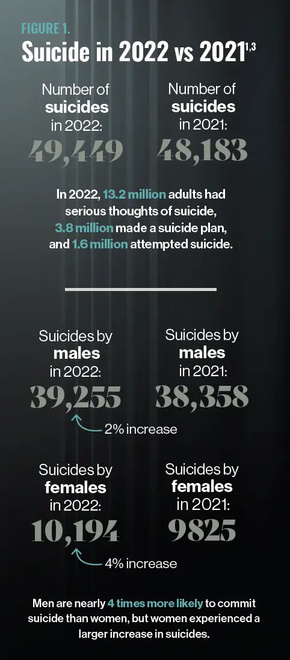 FIGURE 1.
Suicide in 2022 vs 2021¹,³
Number of
suicides
in 2022:
49,449
Number of
suicides
in 2021:
48,183
In 2022, 13.2 million adults had
serious thoughts of suicide,
3.8 million made a suicide plan,
and 1.6 million attempted suicide.
Suicides by
males
in 2022:
39,255
Suicides by
males
in 2021:
38,358
2% increase
Suicides by
females
in 2022:
10,194
Suicides by
females
in 2021:
9825
4% increase
Men are nearly 4 times more likely to commit
suicide than women, but women experienced a
larger increase in suicides.